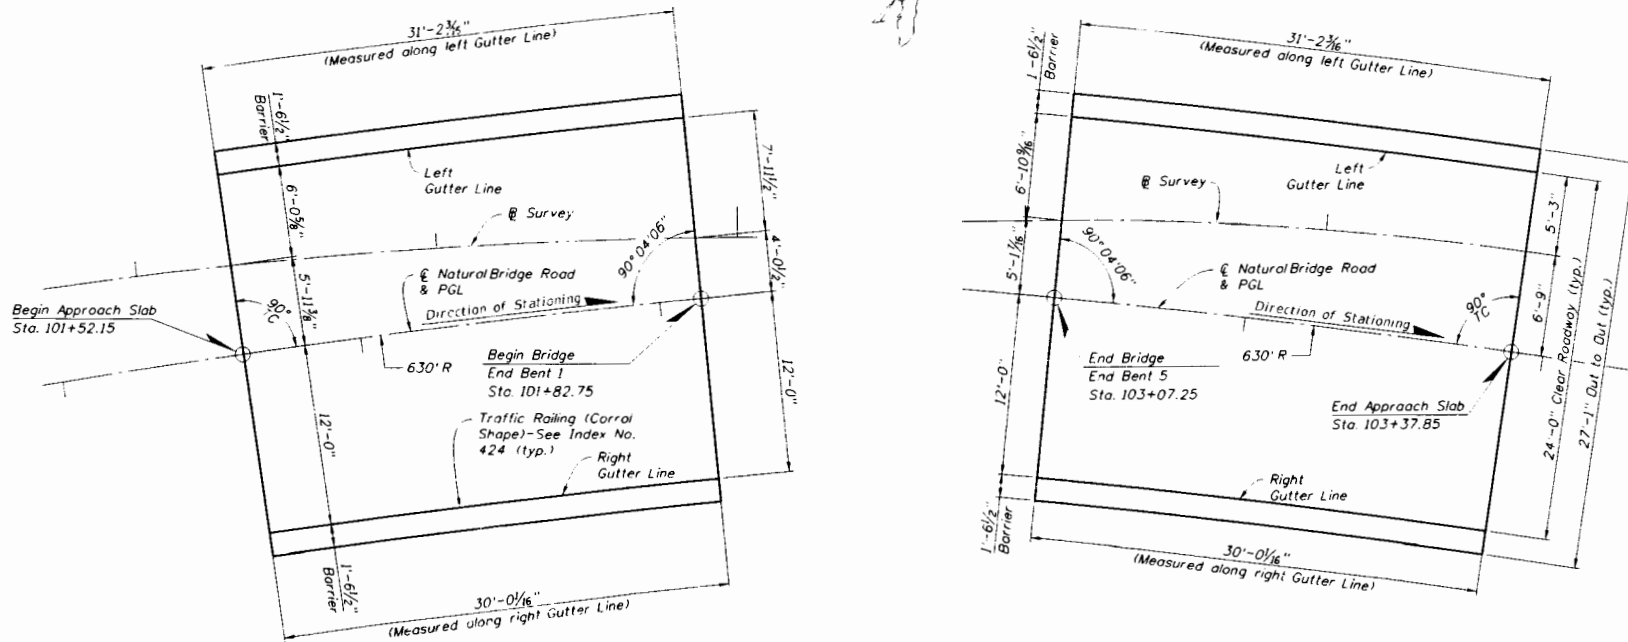 31'-2 3/16"
(Measured along left Gutter Line)
1'-6 1/2"
Barrier
6'-0 5/8"
5'-11 3/8"
12'-0"
1'-6 1/2"
Barrier
Left
Gutter Line
℄ Survey
7'-11 1/2"
4'-0 1/2"
12'-0"
90°04'06"
90°
TC
℄ Natural Bridge Road
& PGL
Direction of Stationing
Begin Approach Slab
Sta. 101+52.15
630' R
Begin Bridge
End Bent 1
Sta. 101+82.75
Traffic Railing (Corral
Shape)-See Index No.
424 (typ.)
Right
Gutter Line
30'-0 1/16"
(Measured along right Gutter Line)
31'-2 3/16"
(Measured along left Gutter Line)
1'-6 1/2"
Barrier
6'-10 9/16"
5'-1 7/16"
12'-0"
1'-6 1/2"
Barrier
Left
Gutter Line
℄ Survey
90°04'06"
℄ Natural Bridge Road
& PGL
Direction of Stationing
90°
TC
5'-3"
6'-9"
24'-0" Clear Roadway (typ.)
27'-1" Out to Out (typ.)
End Bridge
End Bent 5
Sta. 103+07.25
630' R
End Approach Slab
Sta. 103+37.85
Right
Gutter Line
30'-0 1/16"
(Measured along right Gutter Line)